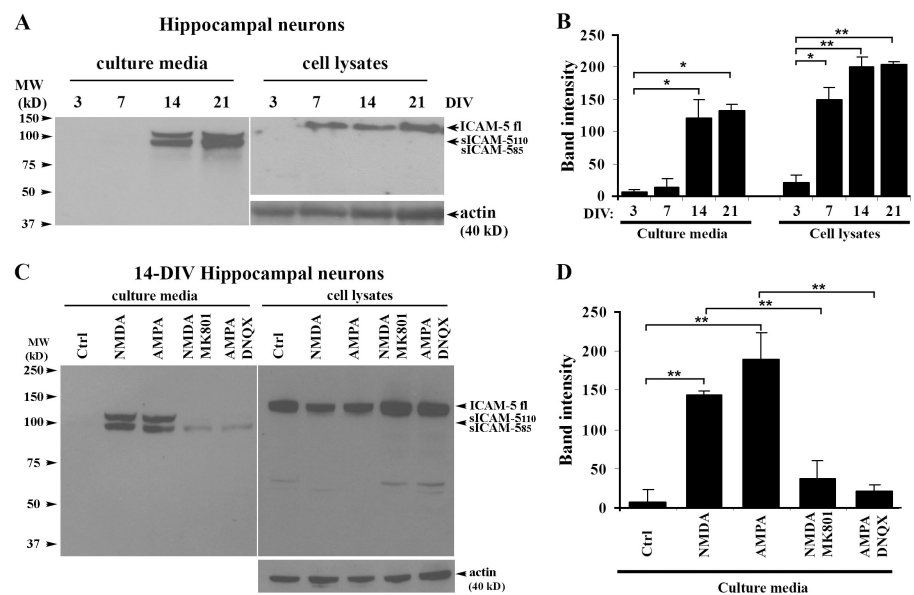 A
Hippocampal neurons
culture media
cell lysates
MW
(kD)
3 7 14 21 3 7 14 21 DIV
150
100
75
50
37
ICAM-5 fl
sICAM-5110
sICAM-585
actin
(40 kD)
B
Band intensity
250
200
150
100
50
0
*
*
*
**
**
DIV: 3 7 14 21 3 7 14 21
Culture media
Cell lysates
C
14-DIV Hippocampal neurons
culture media
cell lysates
MW
(kD)
Ctrl
NMDA
AMPA
NMDA
MK801
AMPA
DNQX
Ctrl
NMDA
AMPA
NMDA
MK801
AMPA
DNQX
250
150
100
75
50
37
ICAM-5 fl
sICAM-5110
sICAM-585
actin
(40 kD)
D
Band intensity
250
200
150
100
50
0
**
**
**
**
Ctrl
NMDA
AMPA
NMDA
MK801
AMPA
DNQX
Culture media